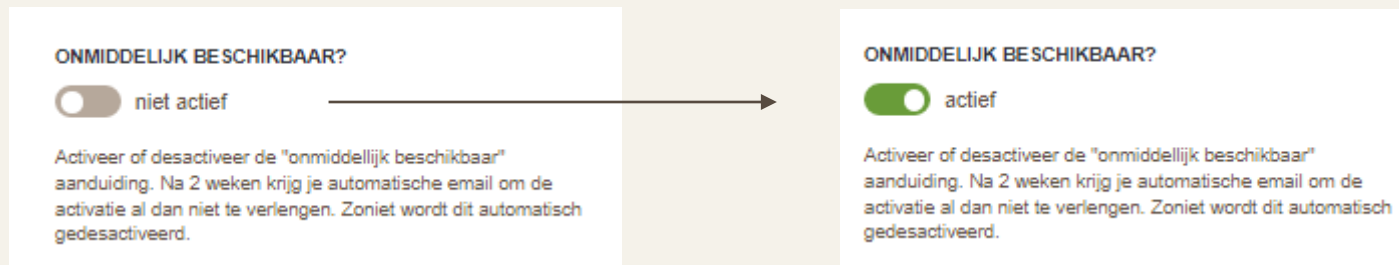 ONMIDDELIJK BESCHIKBAAR?
niet actief
Activeer of desactiveer de "onmiddellijk beschikbaar"
aanduiding. Na 2 weken krijg je automatische email om de
activatie al dan niet te verlengen. Zoniet wordt dit automatisch
gedesactiveerd.
ONMIDDELIJK BESCHIKBAAR?
actief
Activeer of desactiveer de "onmiddellijk beschikbaar"
aanduiding. Na 2 weken krijg je automatische email om de
activatie al dan niet te verlengen. Zoniet wordt dit automatisch
gedesactiveerd.